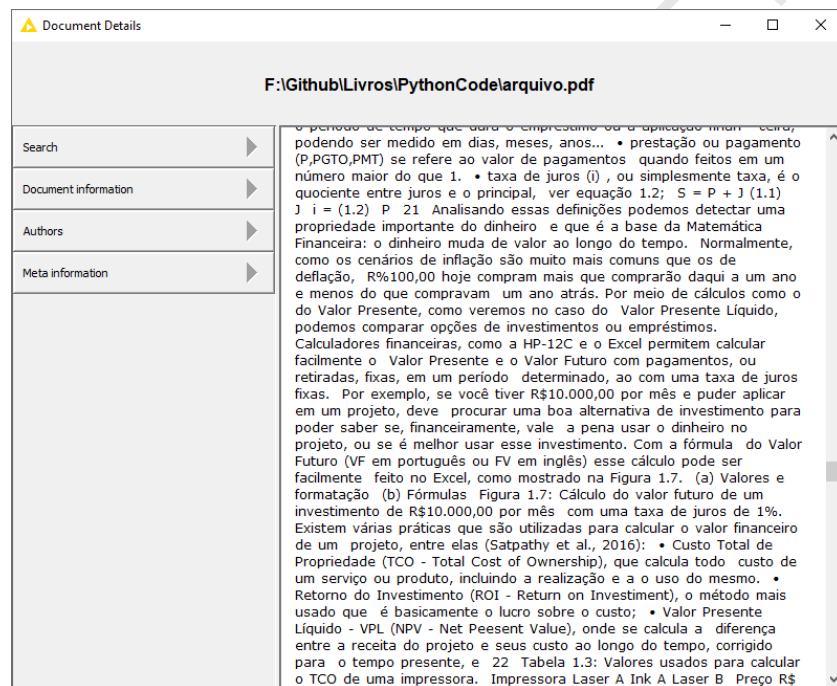 Document Details
F:\Github\Livros\PythonCode\arquivo.pdf
Search
Document information
Authors
Meta information
o período de tempo que dura o empréstimo ou a aplicação finan ceira,
podendo ser medido em dias, meses, anos... • prestação ou pagamento
(P,PGTO,PMT) se refere ao valor de pagamentos quando feitos em um
número maior do que 1. • taxa de juros (i) , ou simplesmente taxa, é o
quociente entre juros e o principal, ver equação 1.2; S = P + J (1.1)
J i = (1.2) P 21 Analisando essas definições podemos detectar uma
propriedade importante do dinheiro e que é a base da Matemática
Financeira: o dinheiro muda de valor ao longo do tempo. Normalmente,
como os cenários de inflação são muito mais comuns que os de
deflação, R%100,00 hoje compram mais que comprarão daqui a um ano
e menos do que compravam um ano atrás. Por meio de cálculos como o
do Valor Presente, como veremos no caso do Valor Presente Líquido,
podemos comparar opções de investimentos ou empréstimos.
Calculadores financeiras, como a HP-12C e o Excel permitem calcular
facilmente o Valor Presente e o Valor Futuro com pagamentos, ou
retiradas, fixas, em um período determinado, ao com uma taxa de juros
fixas. Por exemplo, se você tiver R$10.000,00 por mês e puder aplicar
em um projeto, deve procurar uma boa alternativa de investimento para
poder saber se, financeiramente, vale a pena usar o dinheiro no
projeto, ou se é melhor usar esse investimento. Com a fórmula do Valor
Futuro (VF em português ou FV em inglês) esse cálculo pode ser
facilmente feito no Excel, como mostrado na Figura 1.7. (a) Valores e
formatação (b) Fórmulas Figura 1.7: Cálculo do valor futuro de um
investimento de R$10.000,00 por mês com uma taxa de juros de 1%.
Existem várias práticas que são utilizadas para calcular o valor financeiro
de um projeto, entre elas (Satpathy et al., 2016): • Custo Total de
Propriedade (TCO - Total Cost of Ownership), que calcula todo custo de
um serviço ou produto, incluindo a realização e a o uso do mesmo. •
Retorno do Investimento (ROI - Return on Investiment), o método mais
usado que é basicamente o lucro sobre o custo; • Valor Presente
Líquido - VPL (NPV - Net Peesent Value), onde se calcula a diferença
entre a receita do projeto e seus custo ao longo do tempo, corrigido
para o tempo presente, e 22 Tabela 1.3: Valores usados para calcular
o TCO de uma impressora. Impressora Laser A Ink A Laser B Preço R$